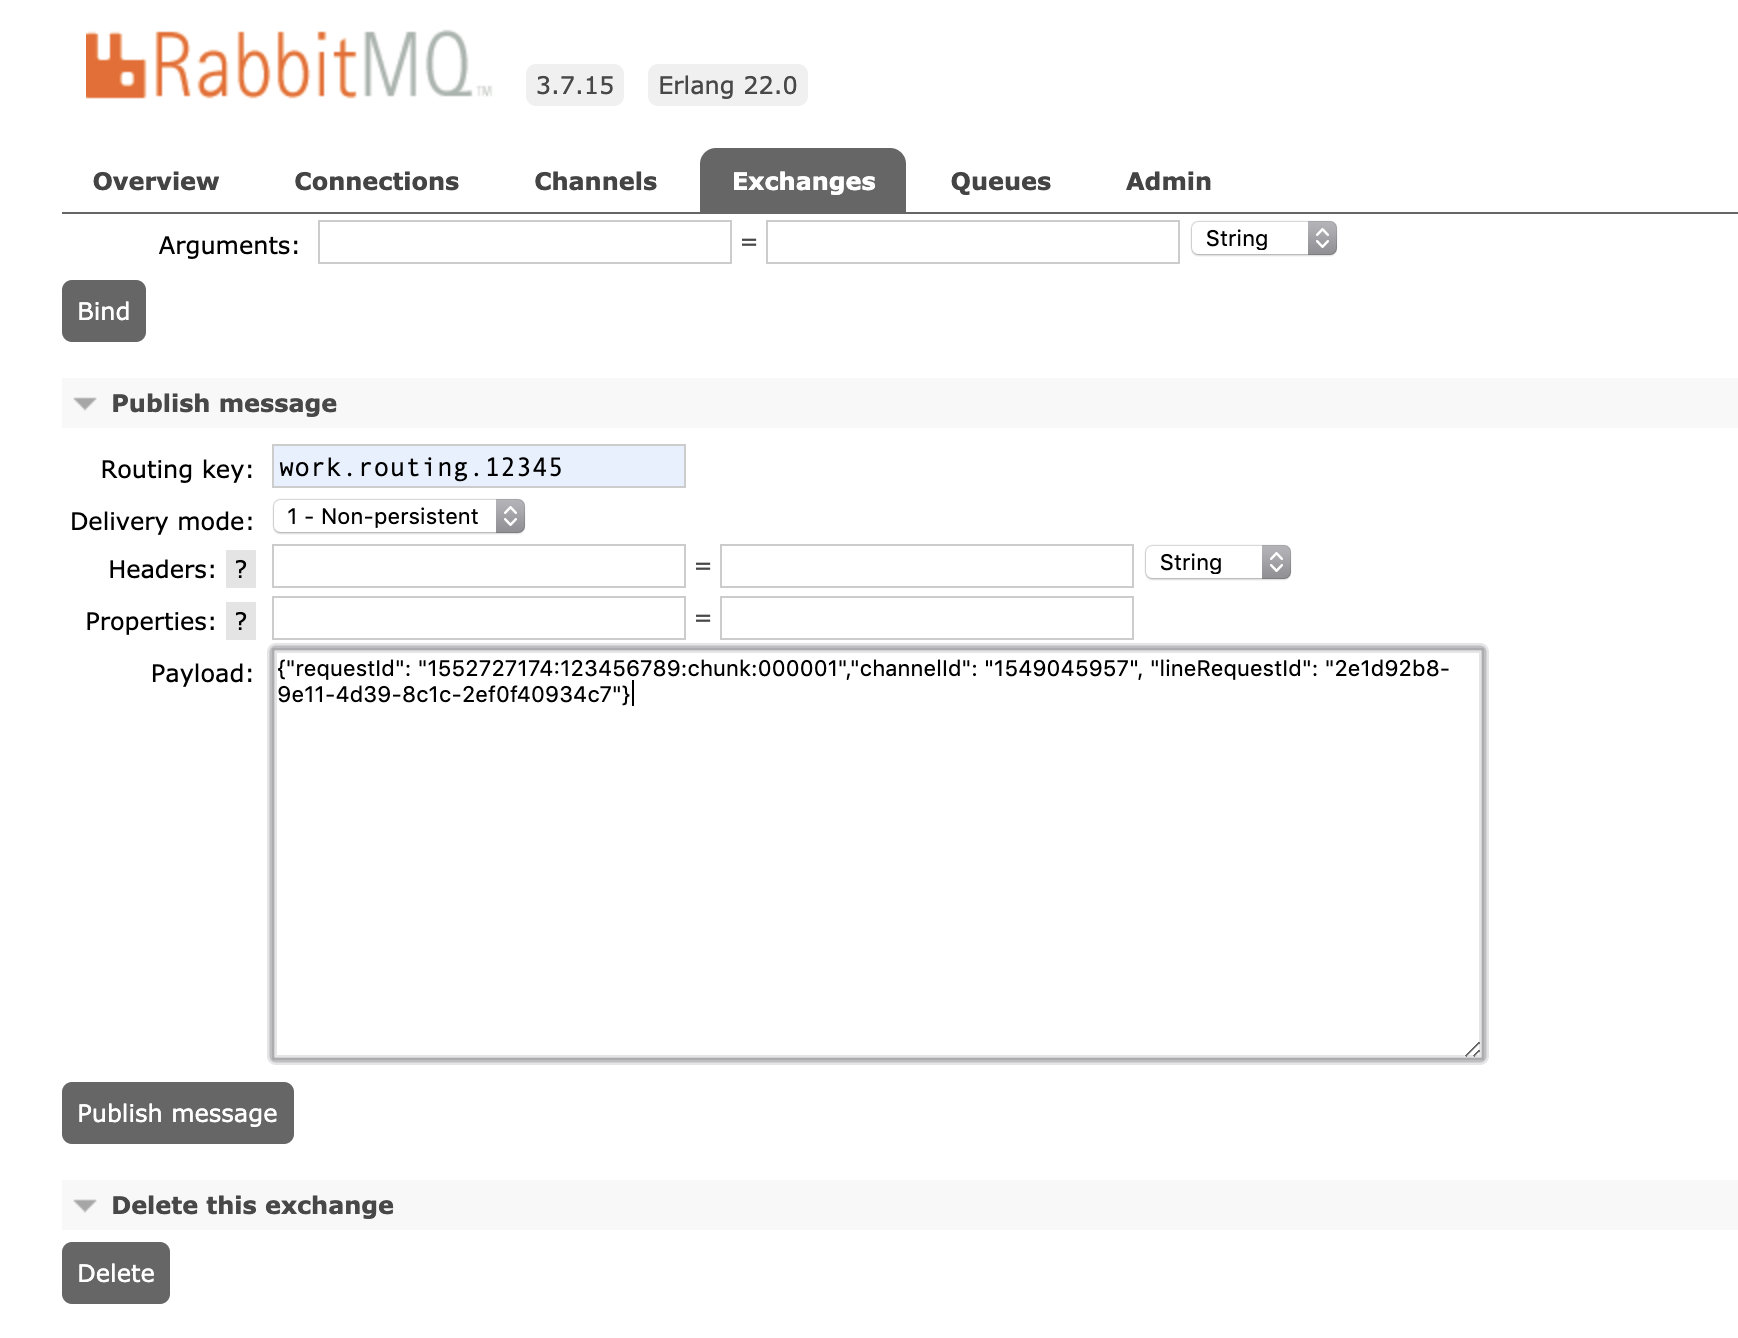 RabbitMQ™ 3.7.15 Erlang 22.0
Overview Connections Channels Exchanges Queues Admin
Arguments: = String
Bind
Publish message
Routing key: work.routing.12345
Delivery mode: 1 - Non-persistent
Headers: ? = String
Properties: ? =
Payload: {"requestId": "1552727174:123456789:chunk:000001","channelId": "1549045957", "lineRequestId": "2e1d92b8-
9e11-4d39-8c1c-2ef0f40934c7"}
Publish message
Delete this exchange
Delete